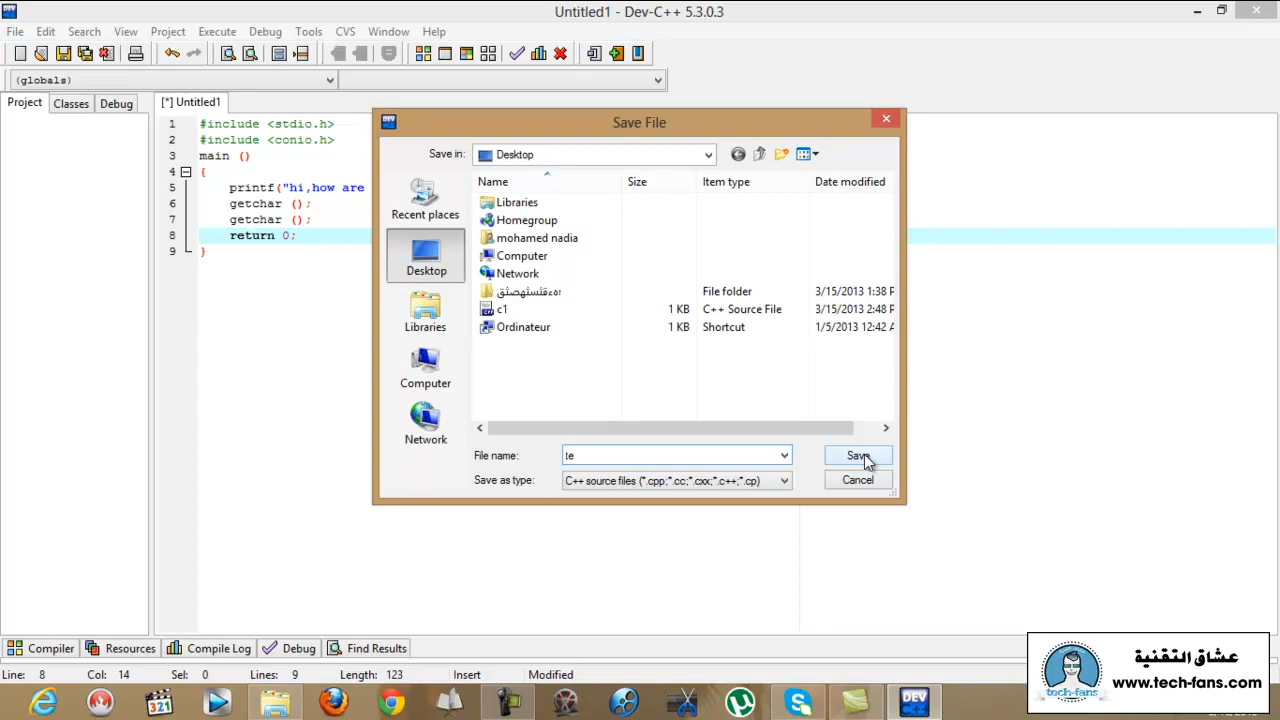 Untitled1 - Dev-C++ 5.3.0.3
File Edit Search View Project Execute Debug Tools CVS Window Help
(globals)
Project Classes Debug [*] Untitled1
1 #include <stdio.h>
2 #include <conio.h>
3 main ()
4 {
5 printf("hi,how are
6 getchar ();
7 getchar ();
8 return 0;
9 }
DEV
Save File
Save in: Desktop
Name Size Item type Date modified
Recent places
Desktop
Libraries
Computer
Network
Libraries
Homegroup
mohamed nadia
Computer
Network
File folder 3/15/2013 1:38 P
c1 1 KB C++ Source File 3/15/2013 2:48 P
Ordinateur 1 KB Shortcut 1/5/2013 12:42 A
File name: te Save
Save as type: C++ source files (*.cpp;*.cc;*.cxx;*.c++;*.cp) Cancel
Compiler Resources Compile Log Debug Find Results
Line: 8 Col: 14 Sel: 0 Lines: 9 Length: 123 Insert Modified
321
DEV
عشاق التقنية
www.tech-fans.com
tech-fans